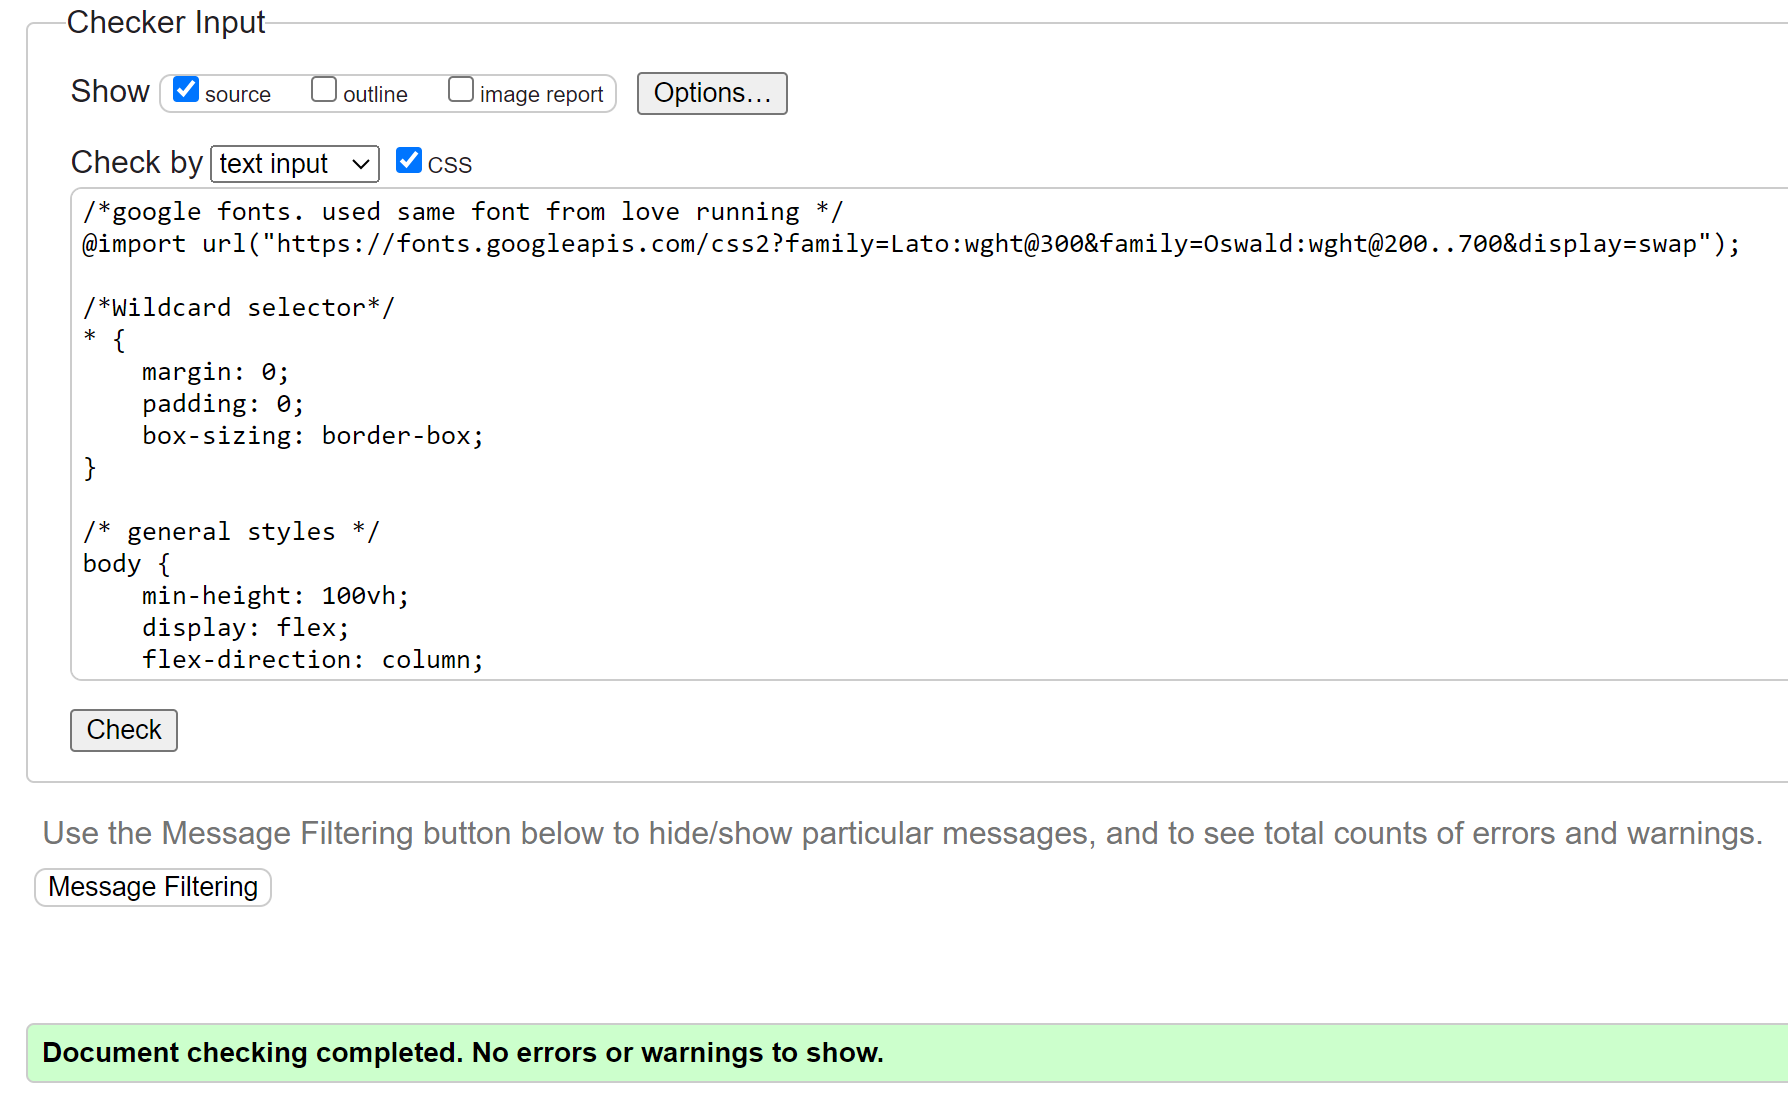 Checker Input
Show source outline image report Options...
Check by text input CSS
/*google fonts. used same font from love running */
@import url("https://fonts.googleapis.com/css2?family=Lato:wght@300&family=Oswald:wght@200..700&display=swap");
/*Wildcard selector*/
* {
    margin: 0;
    padding: 0;
    box-sizing: border-box;
}
/* general styles */
body {
    min-height: 100vh;
    display: flex;
    flex-direction: column;
Check
Use the Message Filtering button below to hide/show particular messages, and to see total counts of errors and warnings.
Message Filtering
Document checking completed. No errors or warnings to show.